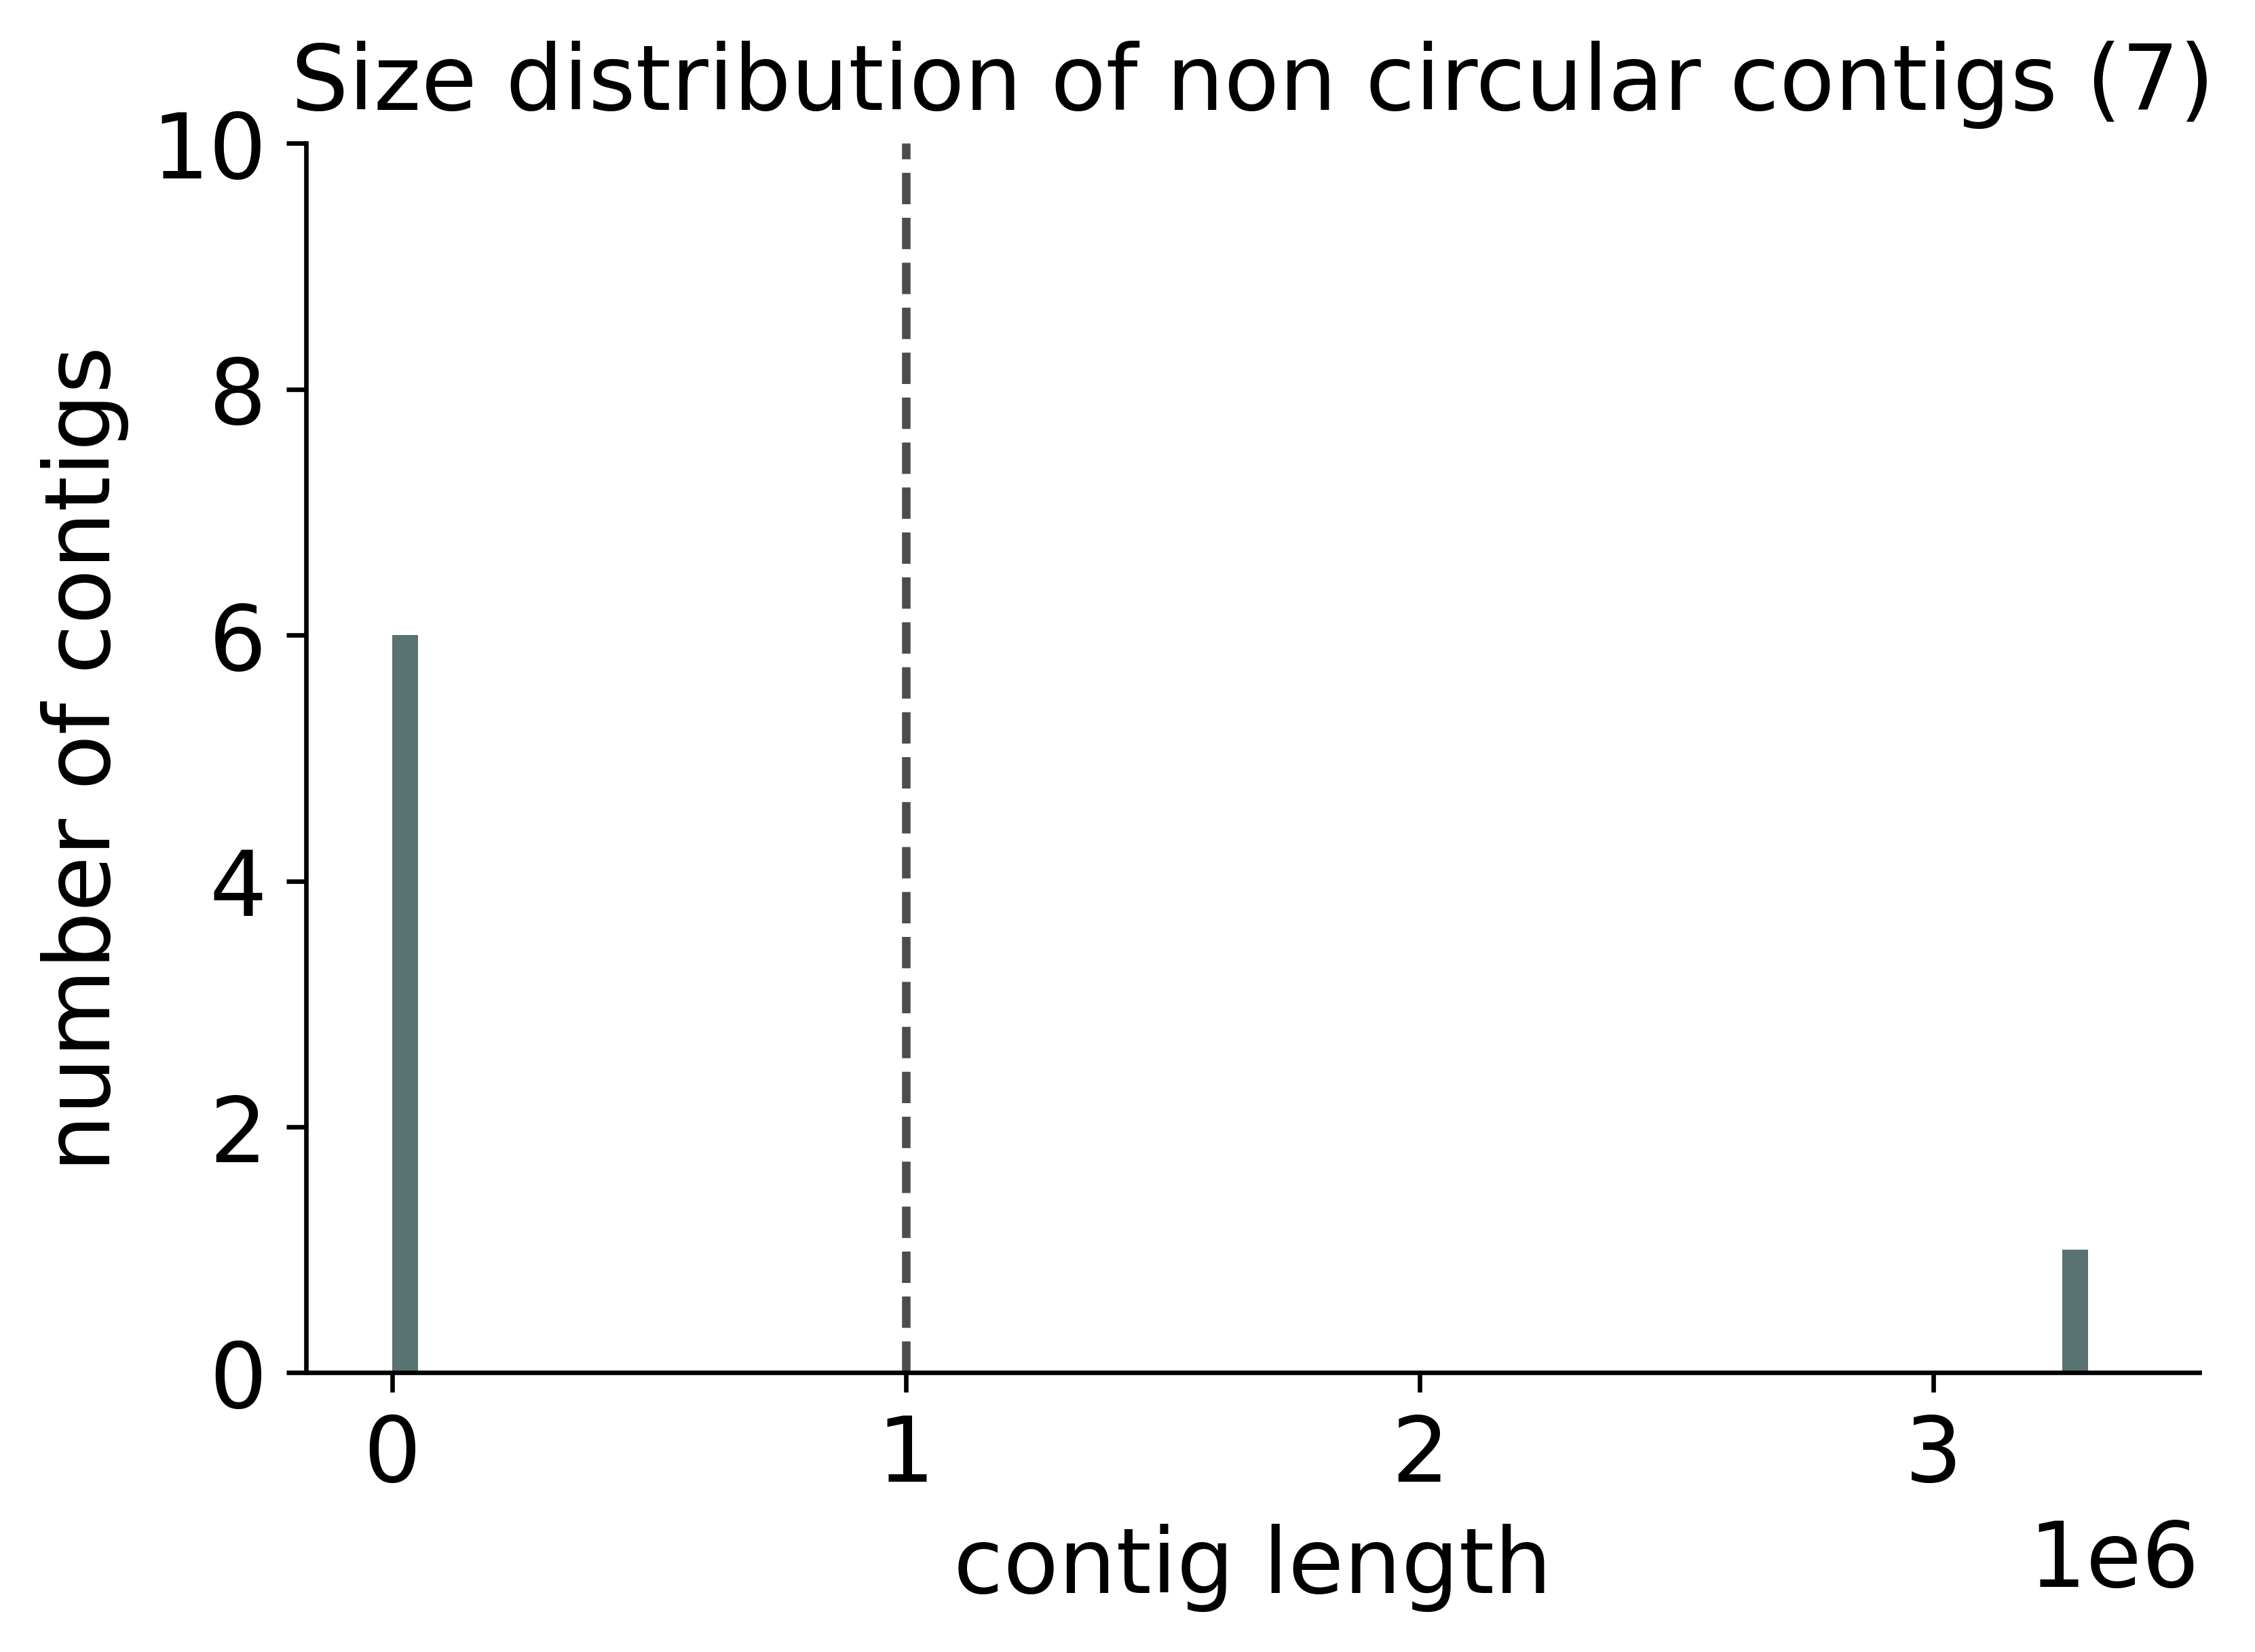 Size distribution of non circular contigs (7)
number of contigs
10
8
6
4
2
0
0 1 2 3
contig length
1e6